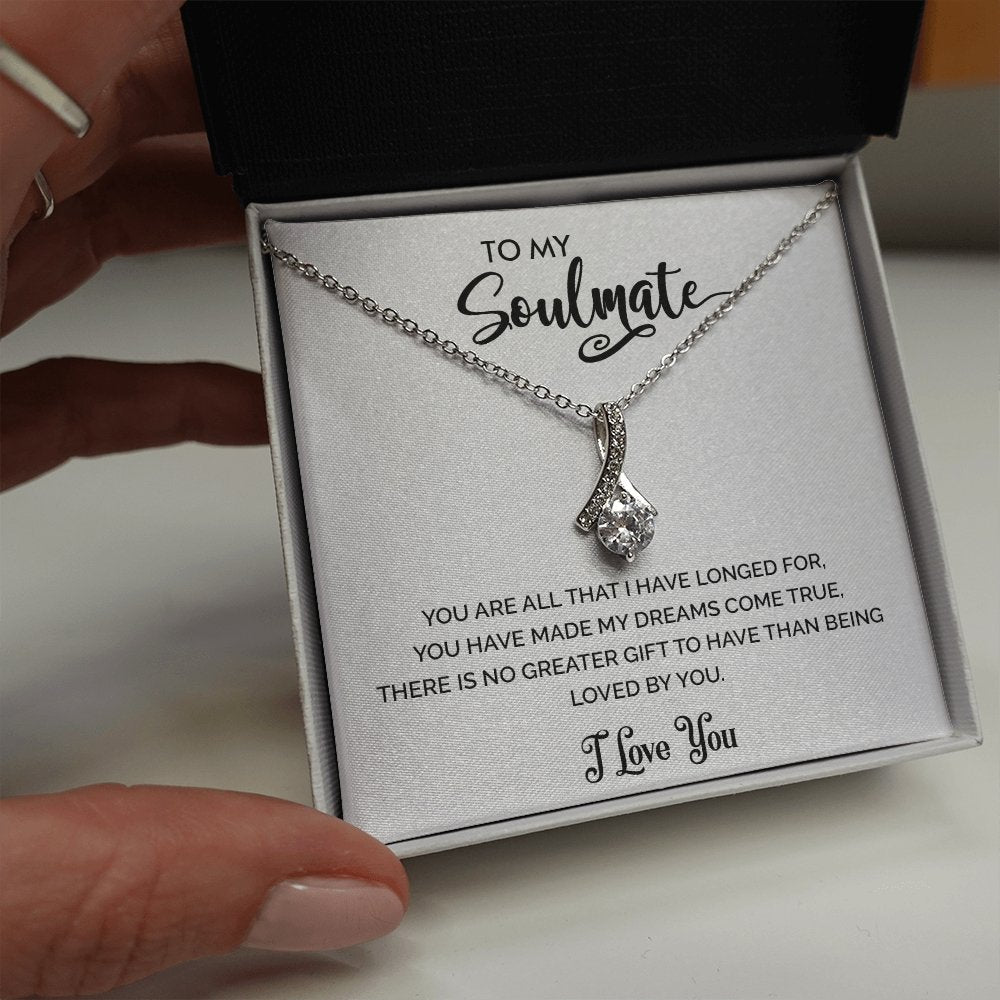 TO MY
Soulmate
YOU ARE ALL THAT I HAVE LONGED FOR,
YOU HAVE MADE MY DREAMS COME TRUE,
THERE IS NO GREATER GIFT TO HAVE THAN BEING
LOVED BY YOU.
I Love You